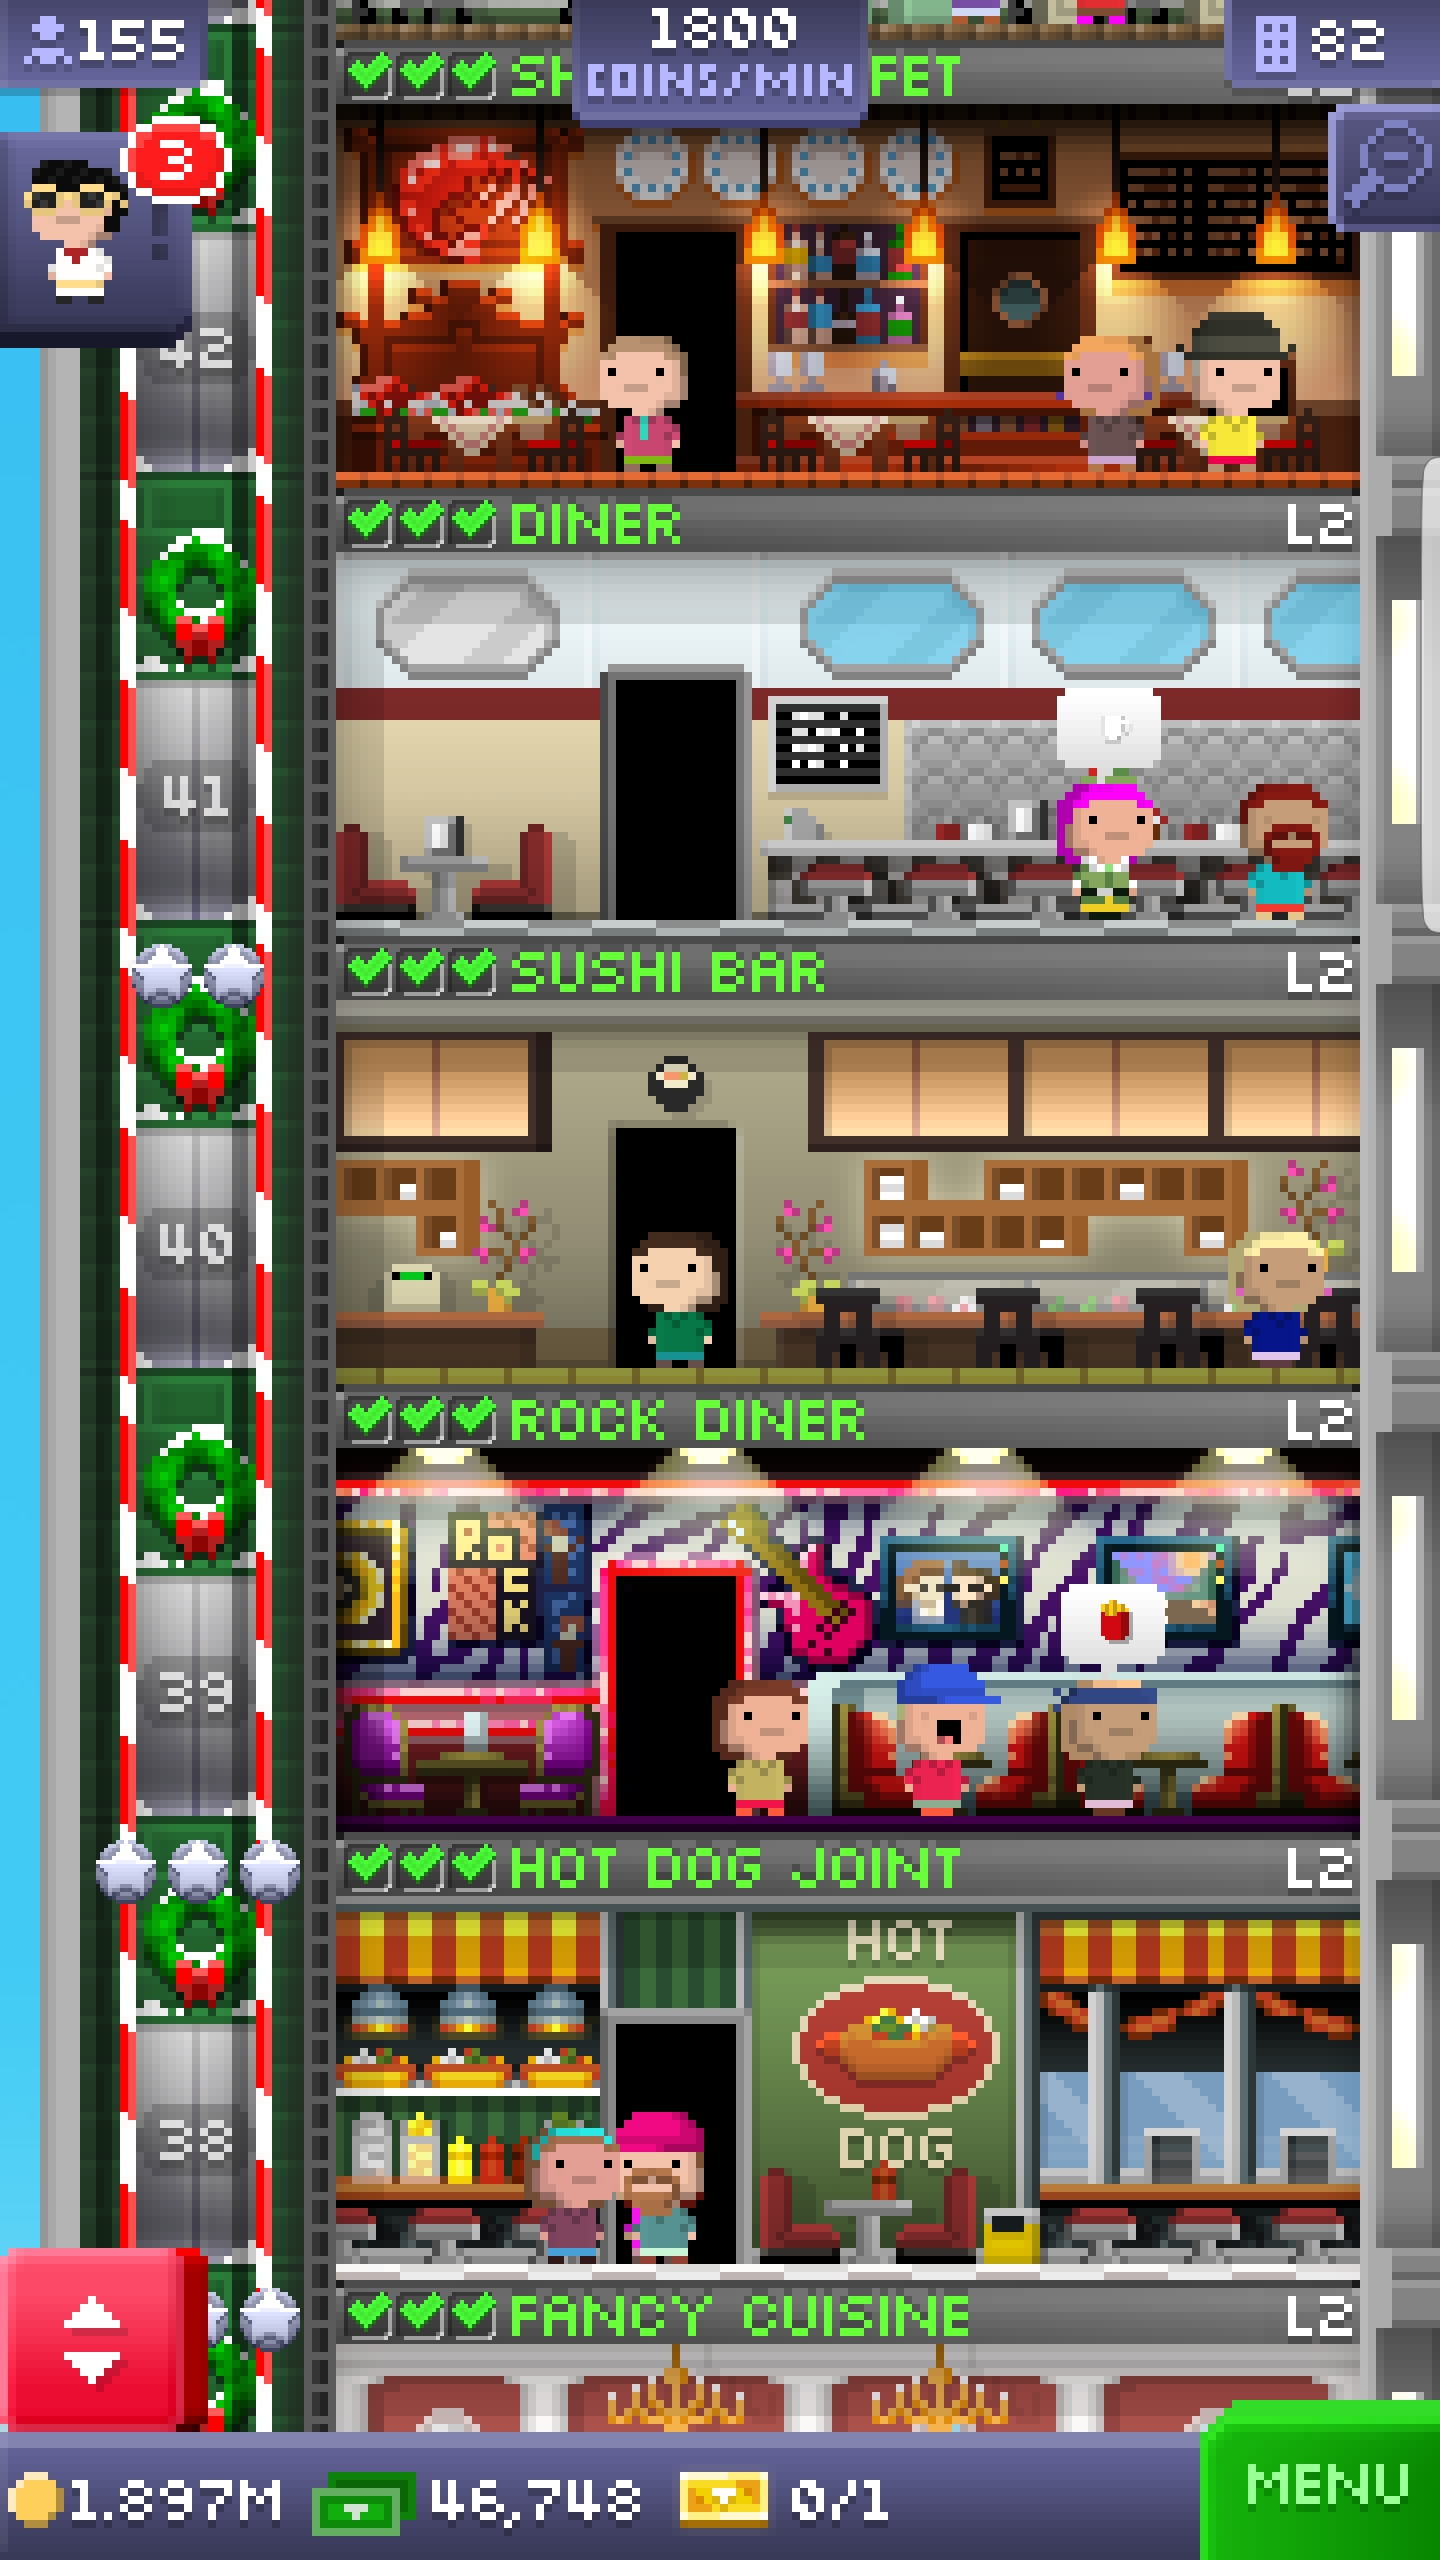 155
1800
COINS/MIN
82
3
SH
FET
42
DINER
L2
41
SUSHI BAR
L2
40
ROCK DINER
L2
Rock
39
HOT DOG JOINT
L2
HOT
DOG
38
FANCY CUISINE
L2
1.897M
46,748
0/1
MENU